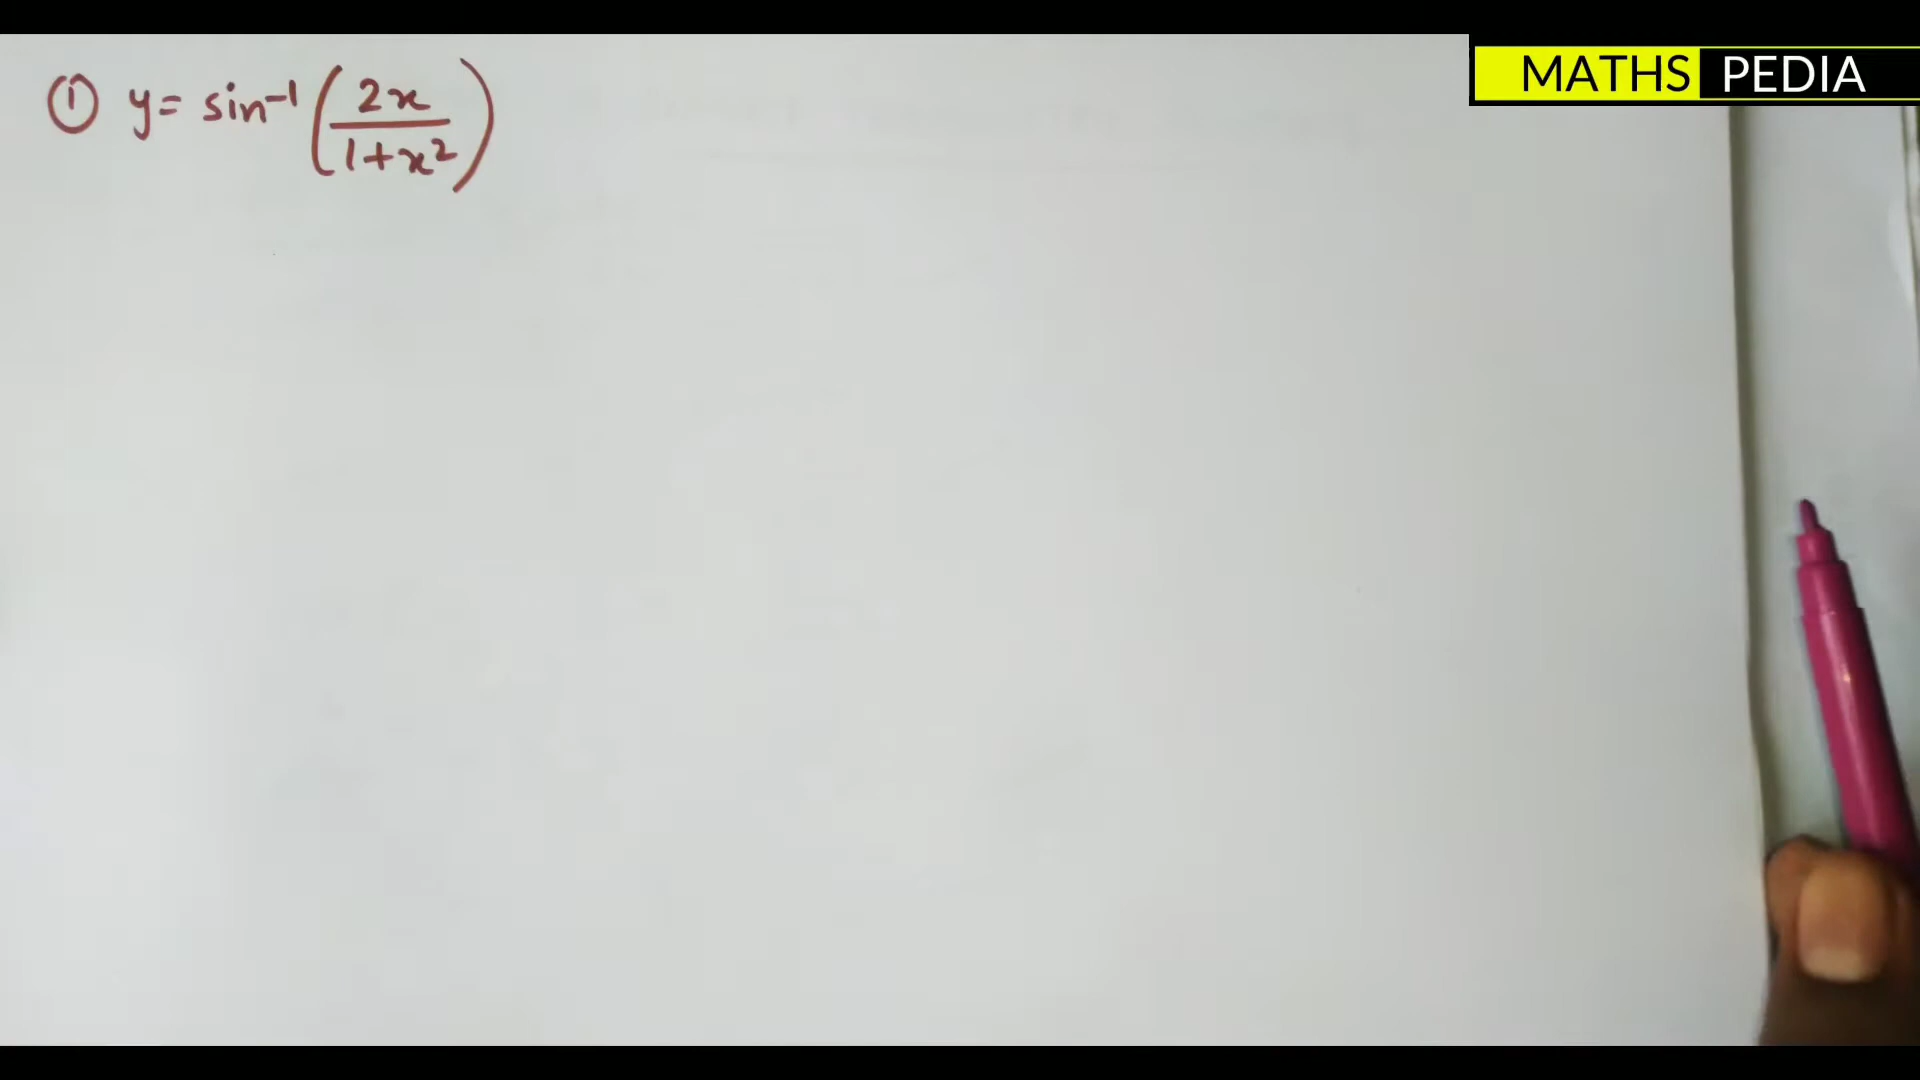 ① y = sin⁻¹ (2x / 1+x²)
MATHS PEDIA